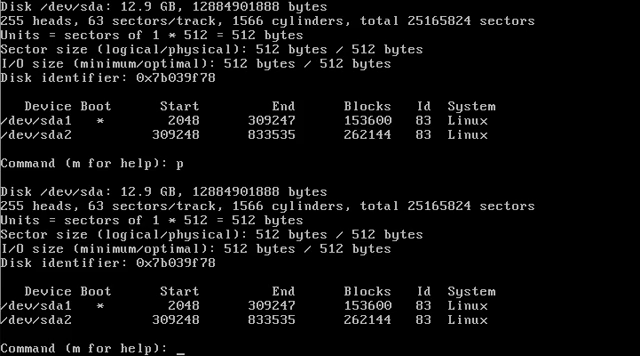 Disk /dev/sda: 12.9 GB, 12884901888 bytes
255 heads, 63 sectors/track, 1566 cylinders, total 25165824 sectors
Units = sectors of 1 * 512 = 512 bytes
Sector size (logical/physical): 512 bytes / 512 bytes
I/O size (minimum/optimal): 512 bytes / 512 bytes
Disk identifier: 0x7b039f78
Device Boot Start End Blocks Id System
/dev/sda1 * 2048 309247 153600 83 Linux
/dev/sda2 309248 833535 262144 83 Linux
Command (m for help): p
Disk /dev/sda: 12.9 GB, 12884901888 bytes
255 heads, 63 sectors/track, 1566 cylinders, total 25165824 sectors
Units = sectors of 1 * 512 = 512 bytes
Sector size (logical/physical): 512 bytes / 512 bytes
I/O size (minimum/optimal): 512 bytes / 512 bytes
Disk identifier: 0x7b039f78
Device Boot Start End Blocks Id System
/dev/sda1 * 2048 309247 153600 83 Linux
/dev/sda2 309248 833535 262144 83 Linux
Command (m for help): _